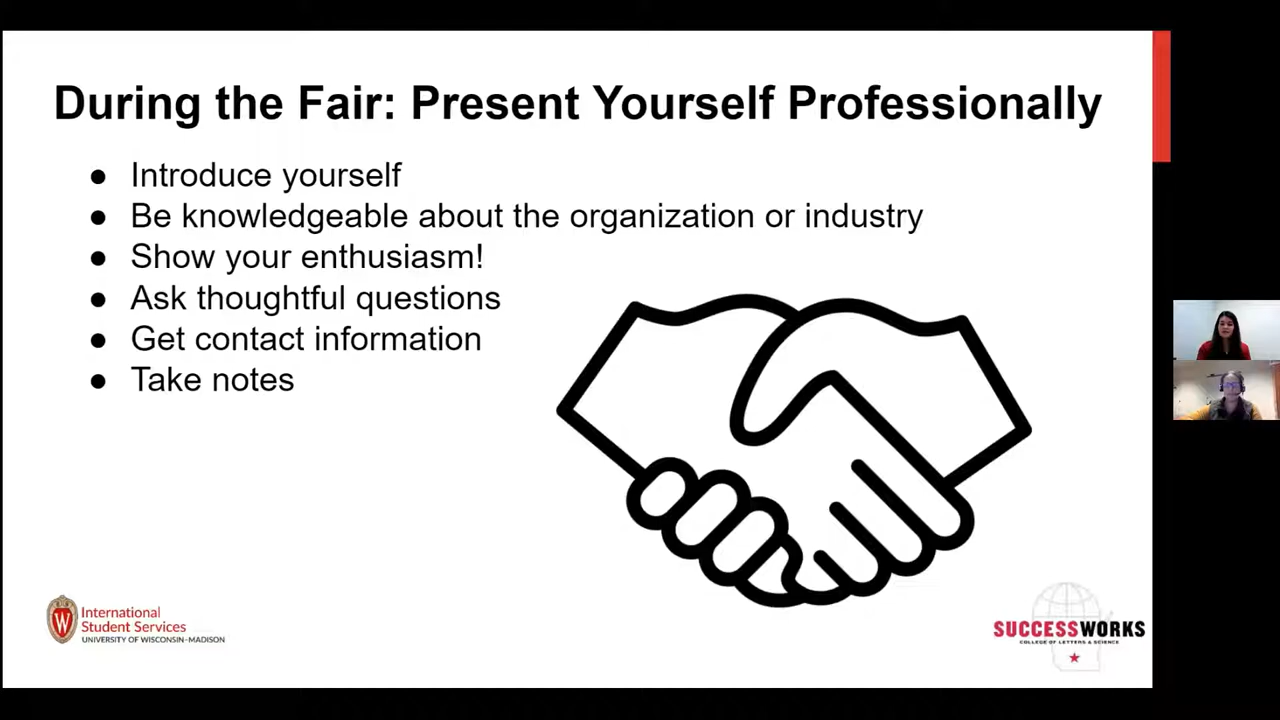 During the Fair: Present Yourself Professionally
● Introduce yourself
● Be knowledgeable about the organization or industry
● Show your enthusiasm!
● Ask thoughtful questions
● Get contact information
● Take notes
W
International
Student Services
UNIVERSITY OF WISCONSIN-MADISON
SUCCESSWORKS
COLLEGE OF LETTERS & SCIENCE